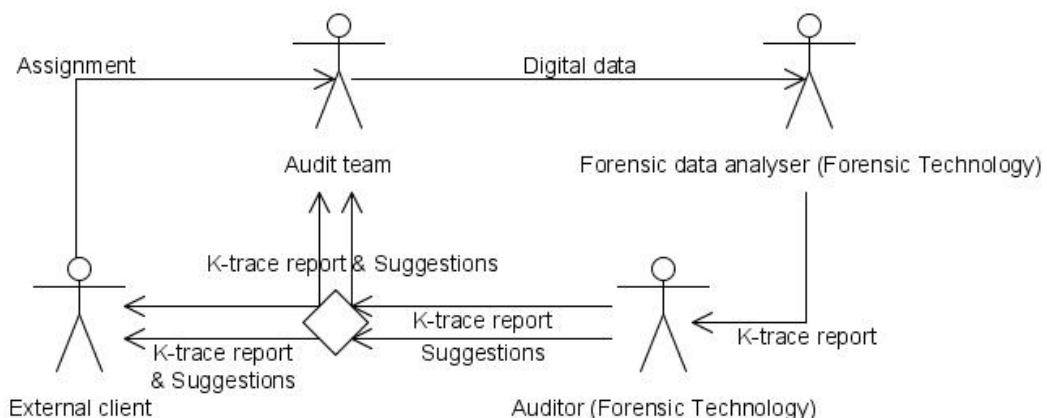 Assignment
Digital data
Audit team
Forensic data analyser (Forensic Technology)
K-trace report & Suggestions
K-trace report
K-trace report
Suggestions
K-trace report
& Suggestions
External client
Auditor (Forensic Technology)